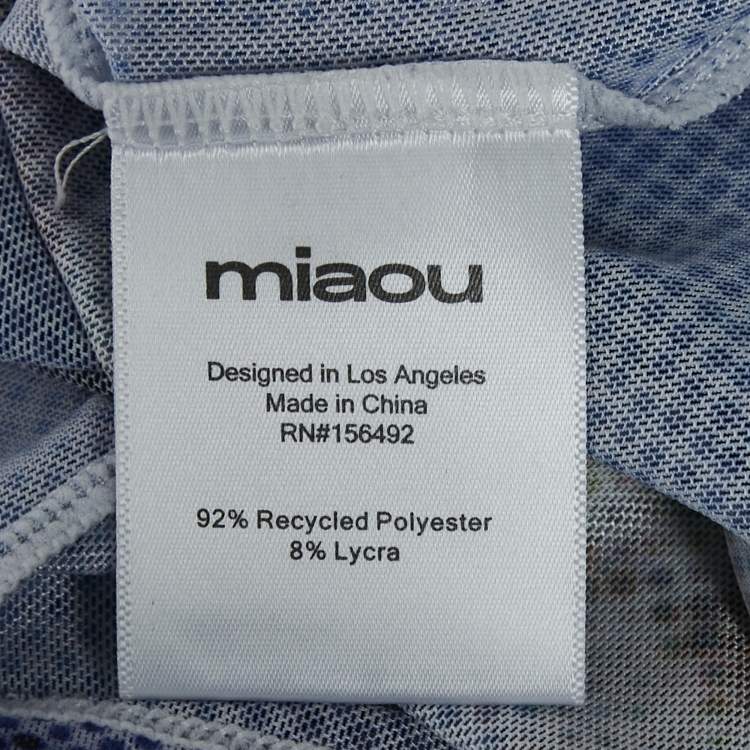 miaou
Designed in Los Angeles
Made in China
RN#156492
92% Recycled Polyester
8% Lycra